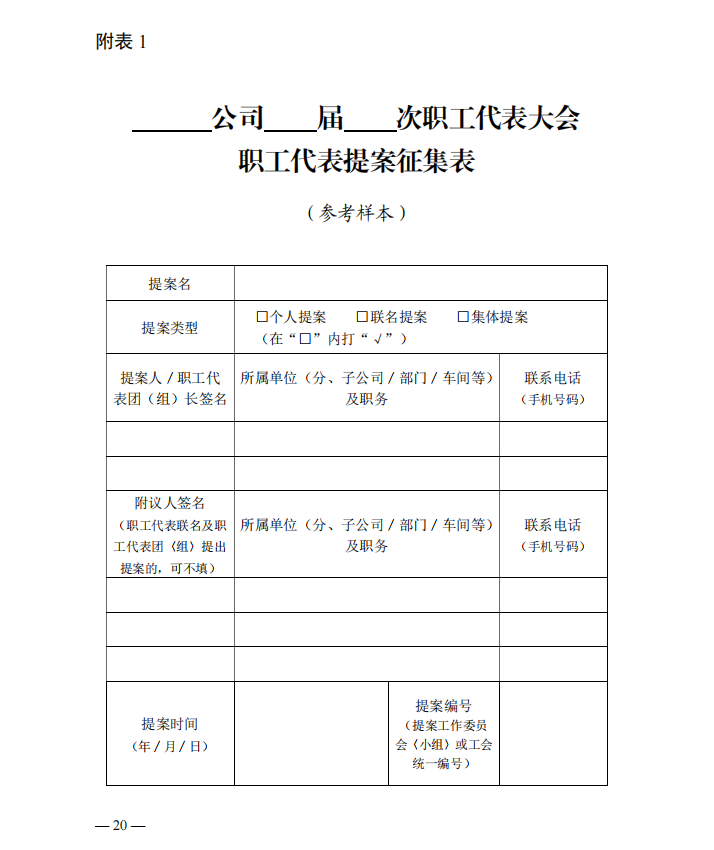 附表 1
______公司____届____次职工代表大会
职工代表提案征集表
（参考样本）
提案名
提案类型
□个人提案 □联名提案 □集体提案
（在“□”内打“√”）
提案人/职工代
表团（组）长签名
所属单位（分、子公司/部门/车间等）
及职务
联系电话
（手机号码）
附议人签名
（职工代表联名及职
工代表团〈组〉提出
提案的，可不填）
所属单位（分、子公司/部门/车间等）
及职务
联系电话
（手机号码）
提案时间
（年/月/日）
提案编号
（提案工作委员
会〈小组〉或工会
统一编号）
— 20 —